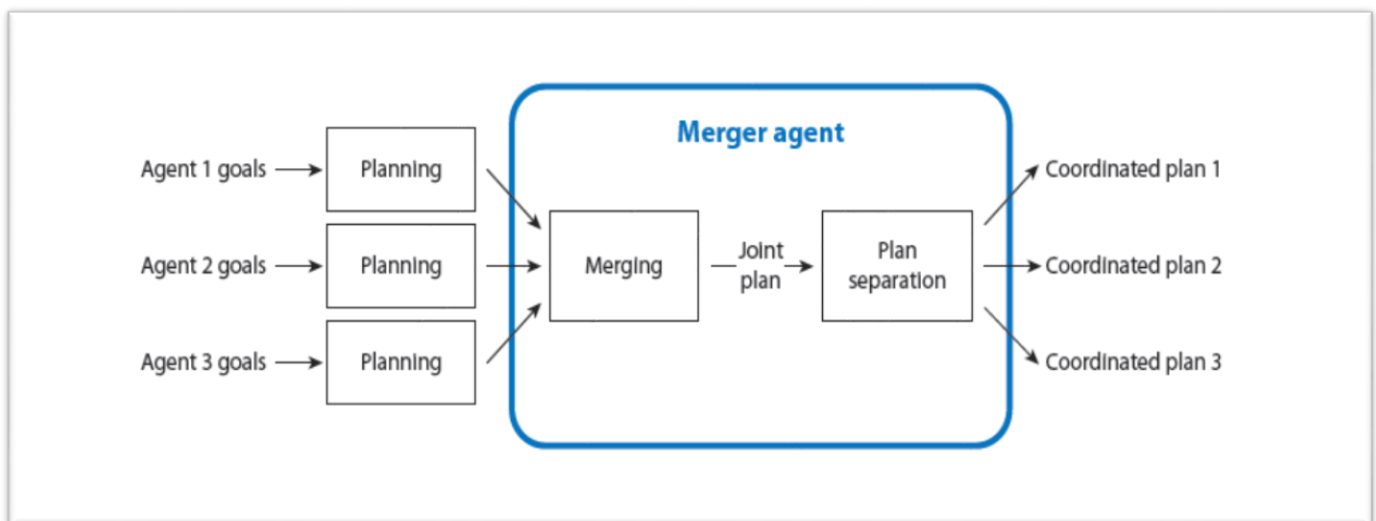 Merger agent
Agent 1 goals
Planning
Coordinated plan 1
Agent 2 goals
Planning
Merging
Joint
plan
Plan
separation
Coordinated plan 2
Agent 3 goals
Planning
Coordinated plan 3